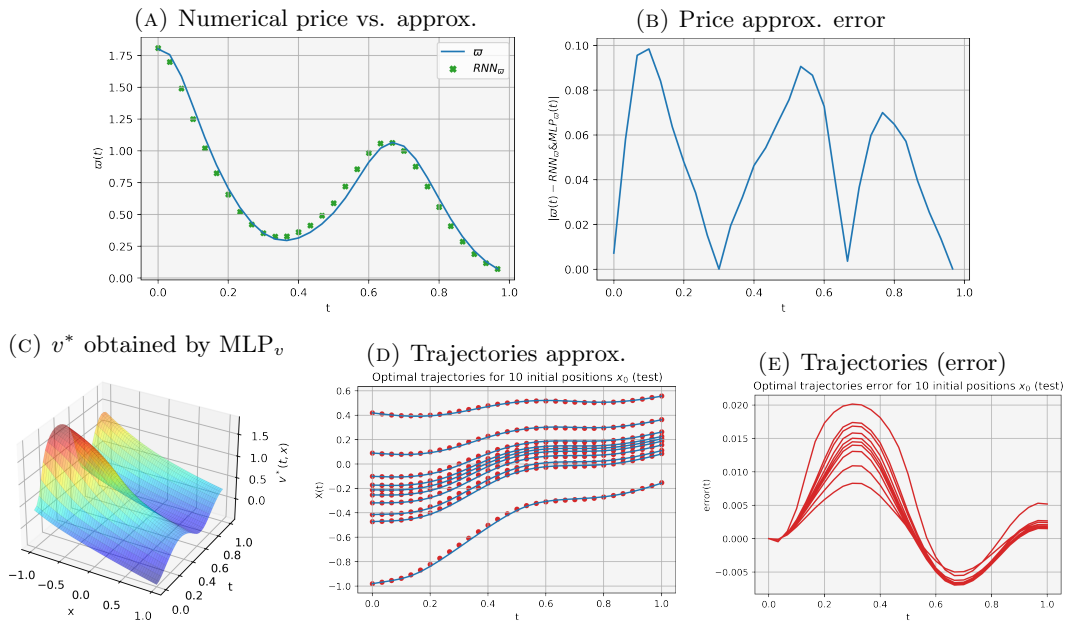 (A) Numerical price vs. approx.
1.75
1.50
1.25
1.00
0.75
0.50
0.25
0.00
ϖ(t)
0.0 0.2 0.4 0.6 0.8 1.0
t
ϖ
RNN_ϖ
(B) Price approx. error
0.10
0.08
0.06
0.04
0.02
0.00
|ϖ(t) − RNN_ϖ&MLP_ϖ(t)|
0.0 0.2 0.4 0.6 0.8 1.0
t
(C) v* obtained by MLP_v
1.5
1.0
0.5
0.0
v*(t, x)
−1.0 −0.5 0.0 0.5 1.0
x
0.0 0.2 0.4 0.6 0.8 1.0
t
(D) Trajectories approx.
Optimal trajectories for 10 initial positions x₀ (test)
0.6
0.4
0.2
0.0
−0.2
−0.4
−0.6
−0.8
−1.0
X(t)
0.0 0.2 0.4 0.6 0.8 1.0
t
(E) Trajectories (error)
Optimal trajectories error for 10 initial positions x₀ (test)
0.020
0.015
0.010
0.005
0.000
−0.005
error(t)
0.0 0.2 0.4 0.6 0.8 1.0
t